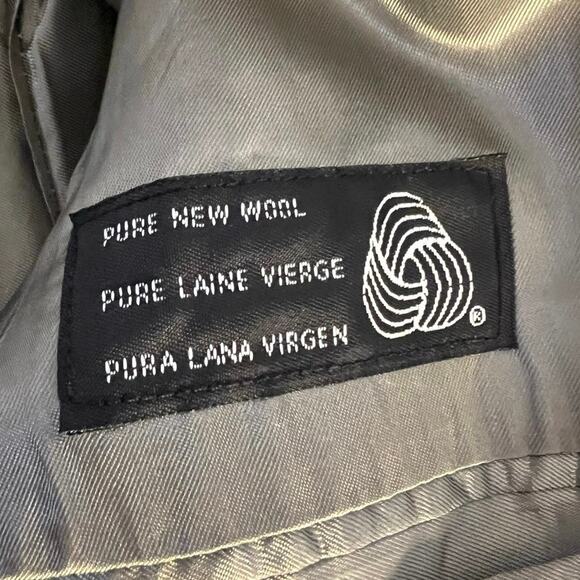 PURE NEW WOOL
PURE LAINE VIERGE
PURA LANA VIRGEN
®